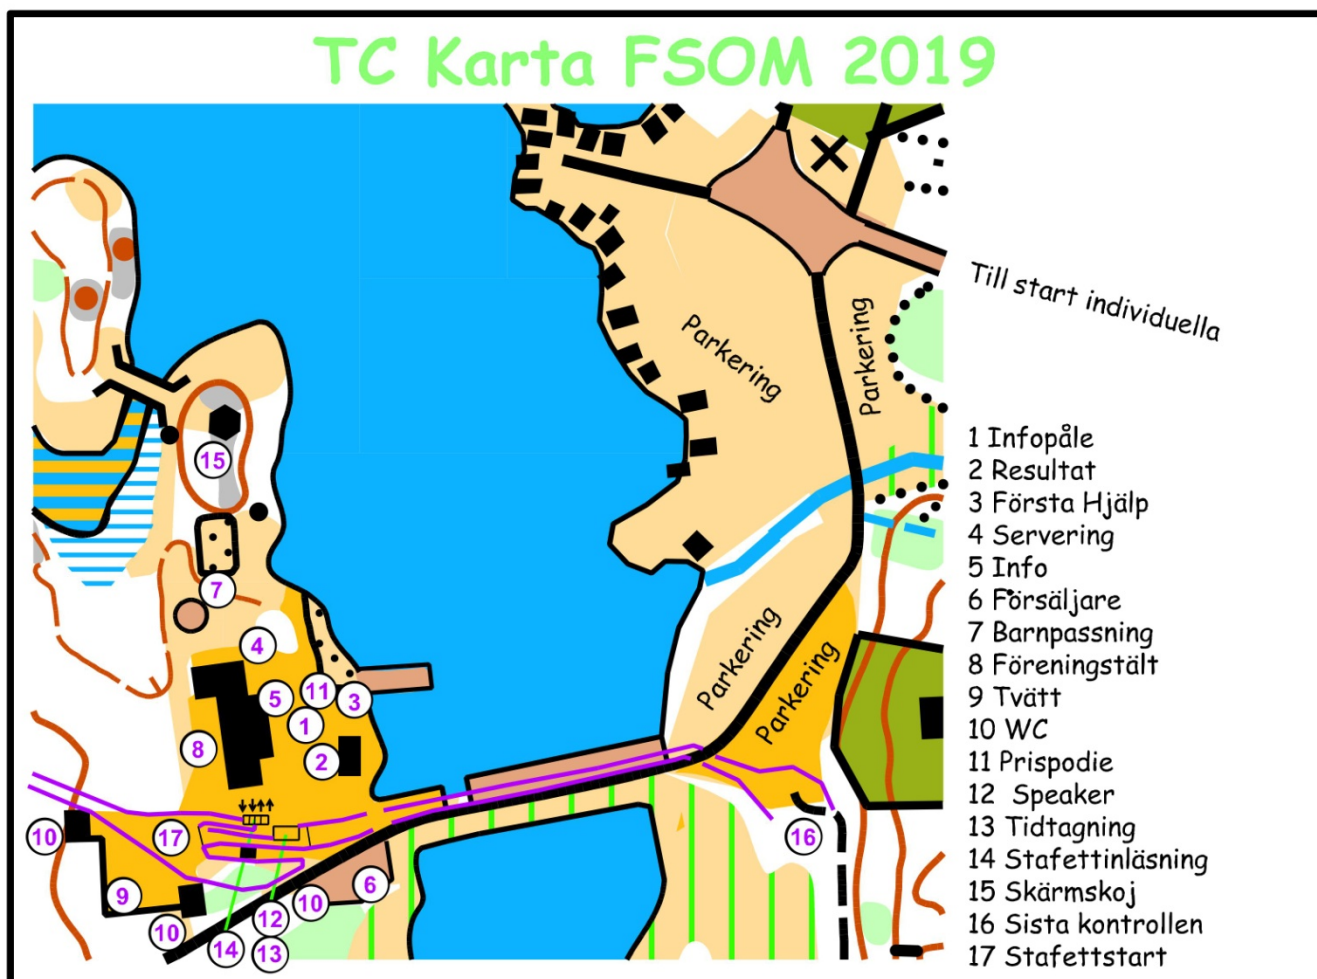 TC Karta FSOM 2019
Till start individuella
Parkering
Parkering
Parkering
Parkering
15
7
4
5
11
3
1
8
2
10
17
16
9
10
6
10
12
14
13
1 Infopåle
2 Resultat
3 Första Hjälp
4 Servering
5 Info
6 Försäljare
7 Barnpassning
8 Föreningstält
9 Tvätt
10 WC
11 Prispodie
12 Speaker
13 Tidtagning
14 Stafettinläsning
15 Skärmskoj
16 Sista kontrollen
17 Stafettstart